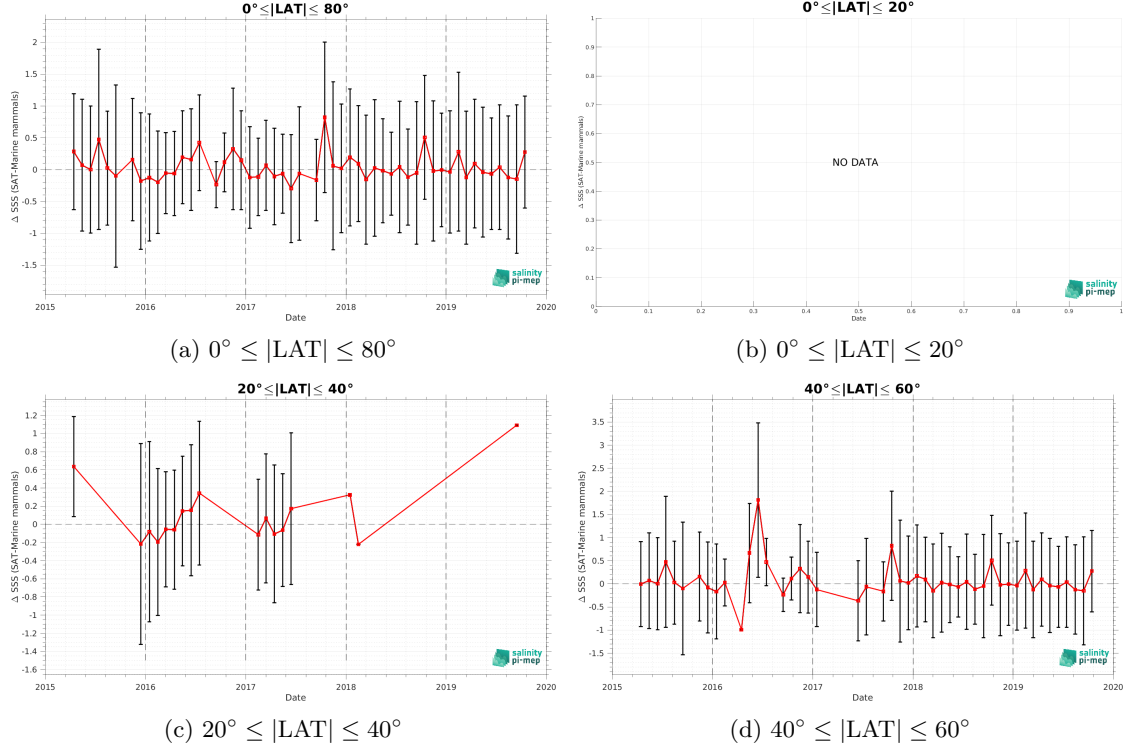 0°≤|LAT|≤ 80°
Δ SSS (SAT-Marine mammals)
2
1.5
1
0.5
0
-0.5
-1
-1.5
2015 2016 2017 2018 2019 2020
Date
salinity
pi-mep
(a) 0° ≤ |LAT| ≤ 80°
0°≤|LAT|≤ 20°
Δ SSS (SAT-Marine mammals)
1
0.9
0.8
0.7
0.6
0.5
0.4
0.3
0.2
0.1
0
NO DATA
0 0.1 0.2 0.3 0.4 0.5 0.6 0.7 0.8 0.9 1
Date
salinity
pi-mep
(b) 0° ≤ |LAT| ≤ 20°
20°≤|LAT|≤ 40°
Δ SSS (SAT-Marine mammals)
1.2
1
0.8
0.6
0.4
0.2
0
-0.2
-0.4
-0.6
-0.8
-1
-1.2
-1.4
-1.6
2015 2016 2017 2018 2019 2020
Date
salinity
pi-mep
(c) 20° ≤ |LAT| ≤ 40°
40°≤|LAT|≤ 60°
Δ SSS (SAT-Marine mammals)
3.5
3
2.5
2
1.5
1
0.5
0
-0.5
-1
-1.5
2015 2016 2017 2018 2019 2020
Date
salinity
pi-mep
(d) 40° ≤ |LAT| ≤ 60°